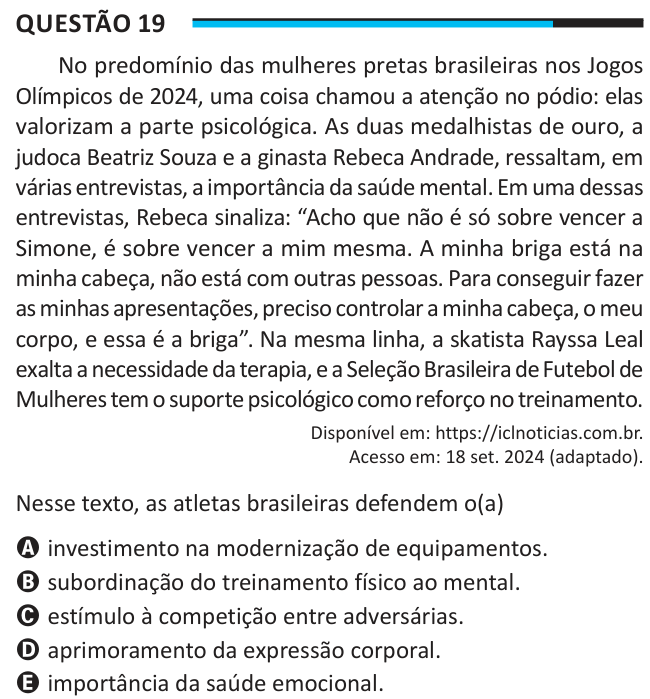 QUESTÃO 19
No predomínio das mulheres pretas brasileiras nos Jogos
Olímpicos de 2024, uma coisa chamou a atenção no pódio: elas
valorizam a parte psicológica. As duas medalhistas de ouro, a
judoca Beatriz Souza e a ginasta Rebeca Andrade, ressaltam, em
várias entrevistas, a importância da saúde mental. Em uma dessas
entrevistas, Rebeca sinaliza: “Acho que não é só sobre vencer a
Simone, é sobre vencer a mim mesma. A minha briga está na
minha cabeça, não está com outras pessoas. Para conseguir fazer
as minhas apresentações, preciso controlar a minha cabeça, o meu
corpo, e essa é a briga”. Na mesma linha, a skatista Rayssa Leal
exalta a necessidade da terapia, e a Seleção Brasileira de Futebol de
Mulheres tem o suporte psicológico como reforço no treinamento.
Disponível em: https://iclnoticias.com.br.
Acesso em: 18 set. 2024 (adaptado).
Nesse texto, as atletas brasileiras defendem o(a)
A investimento na modernização de equipamentos.
B subordinação do treinamento físico ao mental.
C estímulo à competição entre adversárias.
D aprimoramento da expressão corporal.
E importância da saúde emocional.